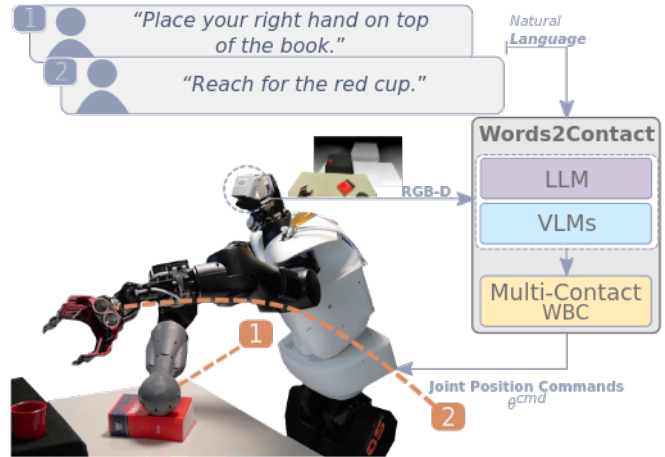 1
“Place your right hand on top
of the book.”
2
“Reach for the red cup.”
Natural
Language
Words2Contact
LLM
RGB-D
VLMs
Multi-Contact
WBC
1
Joint Position Commands
θcmd
2
05